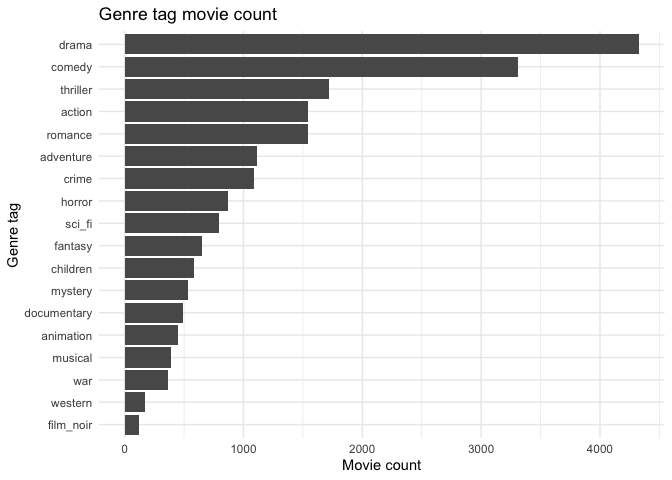 Genre tag movie count
Genre tag
drama
comedy
thriller
action
romance
adventure
crime
horror
sci_fi
fantasy
children
mystery
documentary
animation
musical
war
western
film_noir
0 1000 2000 3000 4000
Movie count